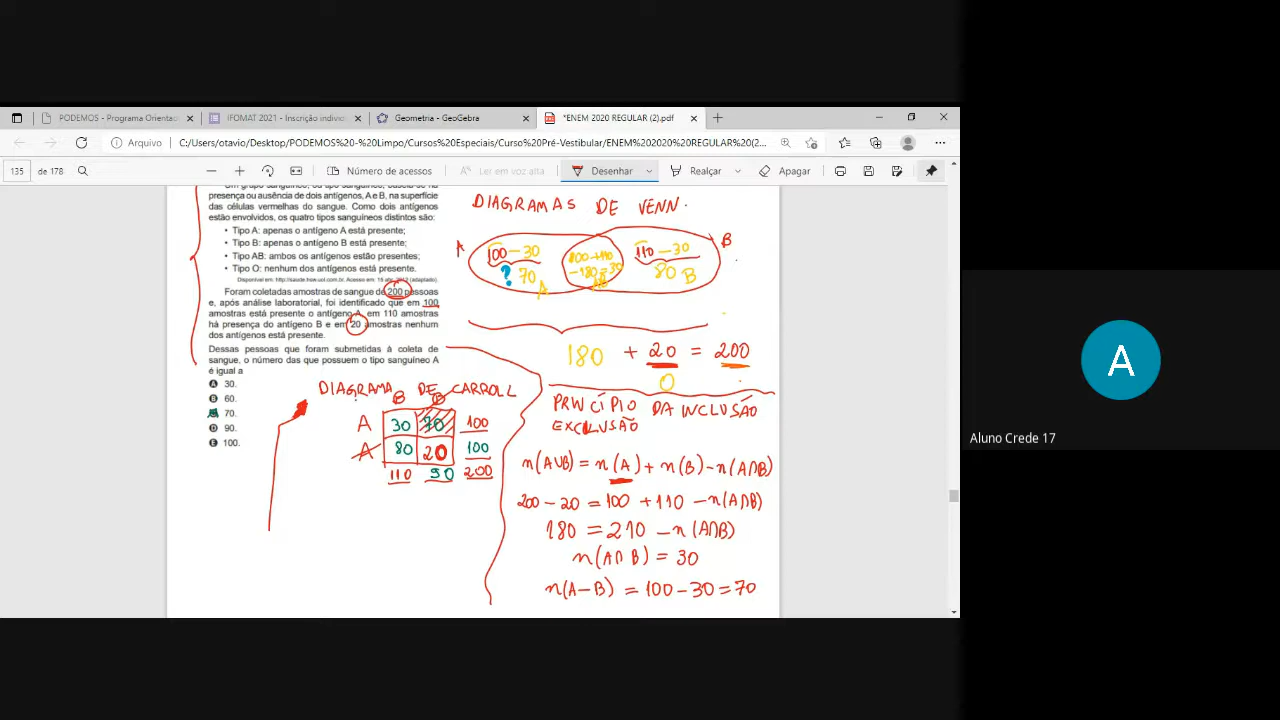 PODEMOS - Programa Orientac
IFOMAT 2021 - Inscrição individ
Geometria - GeoGebra
*ENEM 2020 REGULAR (2).pdf
Arquivo
C:/Users/otavio/Desktop/PODEMOS%20-%20Limpo/Cursos%20Especiais/Curso%20Pré-Vestibular/ENEM%202020%20REGULAR%20(2...
135
de 178
Número de acessos
Ler em voz alta
Desenhar
Realçar
Apagar
presença ou ausência de dois antígenos, A e B, na superfície
das células vermelhas do sangue. Como dois antígenos
estão envolvidos, os quatro tipos sanguíneos distintos são:
• Tipo A: apenas o antígeno A está presente;
• Tipo B: apenas o antígeno B está presente;
• Tipo AB: ambos os antígenos estão presentes;
• Tipo O: nenhum dos antígenos está presente.
Foram coletadas amostras de sangue de 200 pessoas
e, após análise laboratorial, foi identificado que em 100
amostras está presente o antígeno A, em 110 amostras
há presença do antígeno B e em 20 amostras nenhum
dos antígenos está presente.
Dessas pessoas que foram submetidas à coleta de
sangue, o número das que possuem o tipo sanguíneo A
é igual a
A 30.
B 60.
70.
D 90.
E 100.
DIAGRAMAS DE VENN.
A
B
100 - 30
? 70 A
100 + 110
- 180 = 30
AB
110 - 30
80 B
180 + 20 = 200
O
DIAGRAMA DE CARROLL
B B
A 30 70 100
A 80 20 100
110 90 200
PRINCÍPIO DA INCLUSÃO
EXCLUSÃO
n(A∪B) = n(A) + n(B) - n(A∩B)
200 - 20 = 100 + 110 - n(A∩B)
180 = 210 - n(A∩B)
n(A∩B) = 30
n(A-B) = 100 - 30 = 70
A
Aluno Crede 17